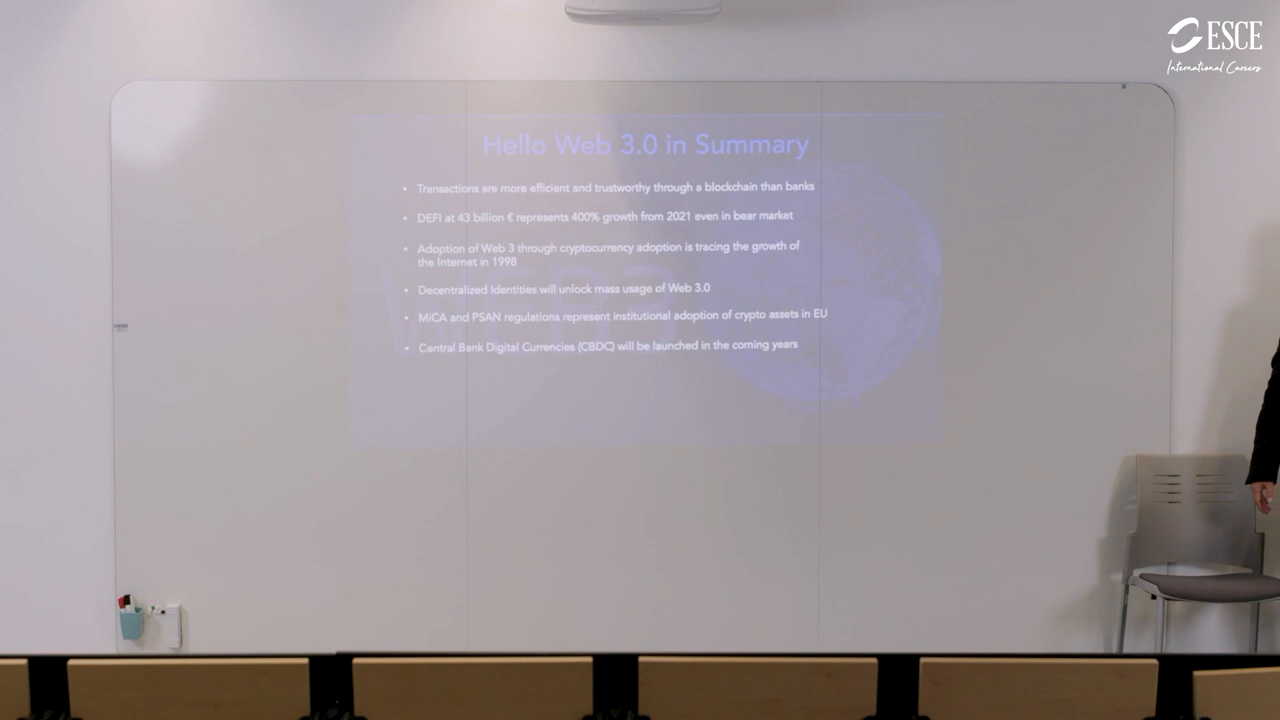 ESCE
International Careers
Hello Web 3.0 in Summary
• Transactions are more efficient and trustworthy through a blockchain than banks
• DEFI at 43 billion € represents 400% growth from 2021 even in bear market
• Adoption of Web 3 through cryptocurrency adoption is tracing the growth of
the Internet in 1998
• Decentralized Identities will unlock mass usage of Web 3.0
• MiCA and PSAN regulations represent institutional adoption of crypto assets in EU
• Central Bank Digital Currencies (CBDC) will be launched in the coming years